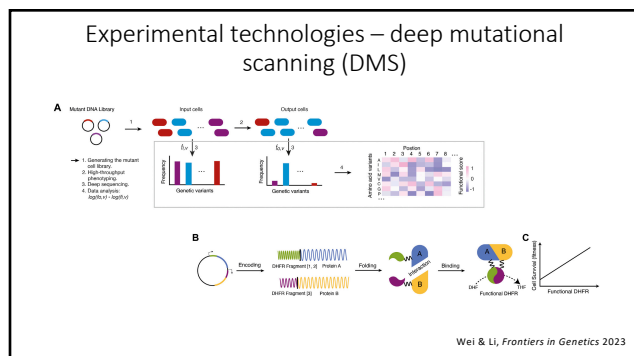 Experimental technologies – deep mutational
scanning (DMS)
A
Mutant DNA Library
Input cells
Output cells
1
2
...
...
fI,v
3
fO,v
3
➔ 1. Generating the mutant
cell library.
2. High-throughput
phenotyping.
3. Deep sequencing.
4. Data analysis:
log(fo,v) - log(fI,v)
Frequency
...
Genetic variants
Frequency
...
Genetic variants
4
Position
1 2 3 4 5 6 7 8 ...
Amino acid variants
...
Functional score
1
0
-1
B
Encoding
DHFR Fragment [1, 2]
Protein A
DHFR Fragment [3]
Protein B
Folding
A
Interaction
B
Binding
A
B
DHF
THF
Functional DHFR
C
Cell Survival (fitness)
Functional DHFR
Wei & Li, Frontiers in Genetics 2023